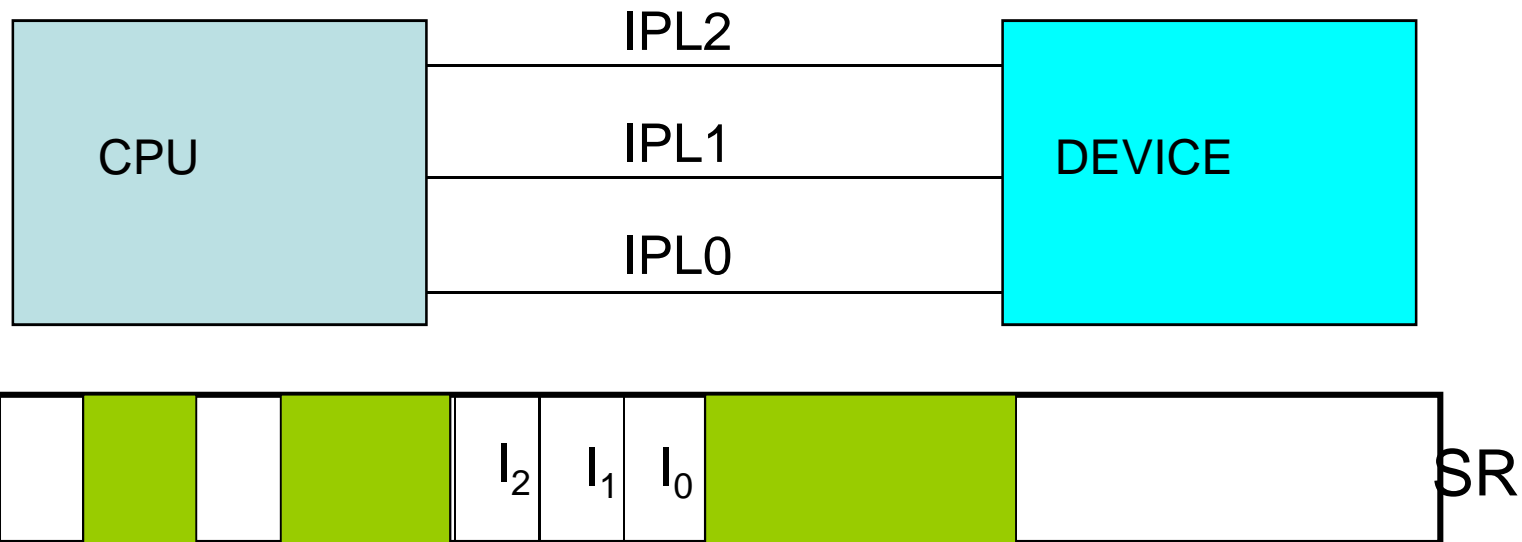 IPL2
CPU
IPL1
DEVICE
IPL0
I₂ I₁ I₀
SR